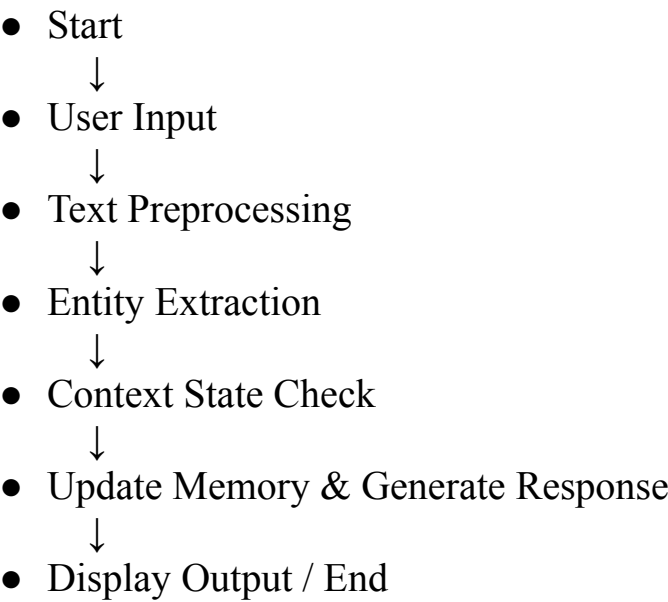 ● Start
↓
● User Input
↓
● Text Preprocessing
↓
● Entity Extraction
↓
● Context State Check
↓
● Update Memory & Generate Response
↓
● Display Output / End